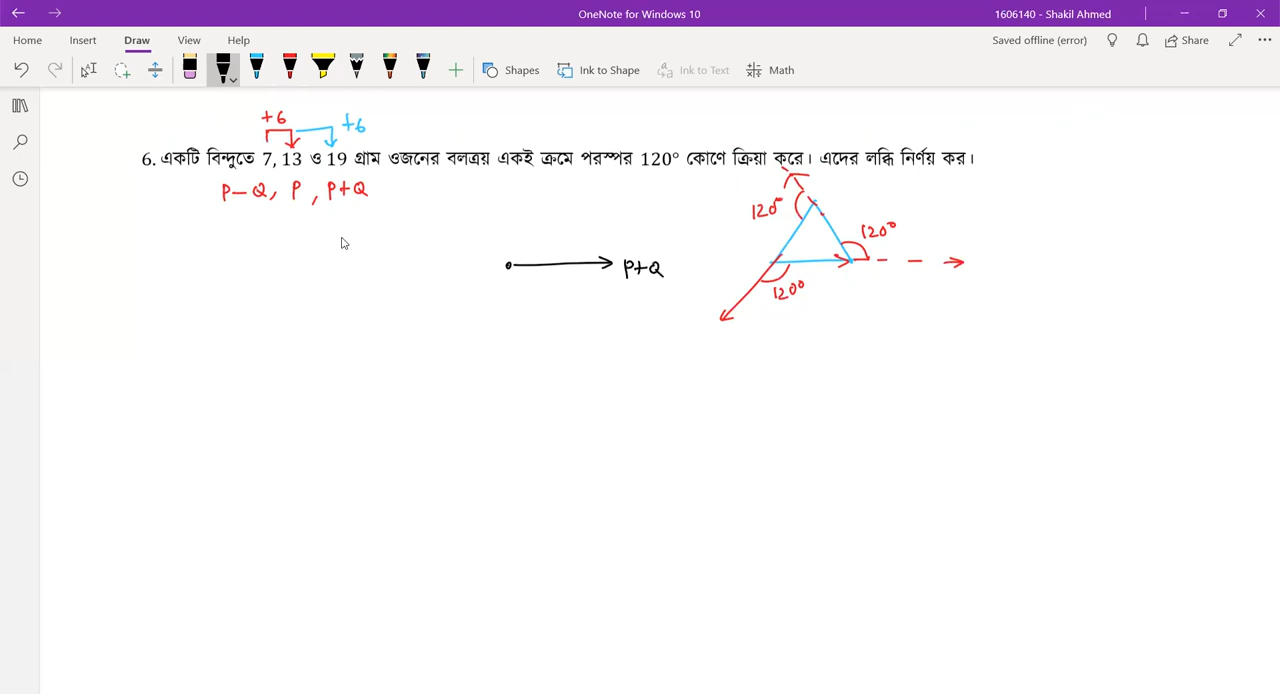 OneNote for Windows 10
1606140 - Shakil Ahmed
Home Insert Draw View Help
Saved offline (error) Share
Shapes Ink to Shape Ink to Text Math
+6 +6
6. একটি বিন্দুতে 7, 13 ও 19 গ্রাম ওজনের বলত্রয় একই ক্রমে পরস্পর 120° কোণে ক্রিয়া করে। এদের লব্ধি নির্ণয় কর।
P-Q, P, P+Q
120°
120°
P+Q
120°